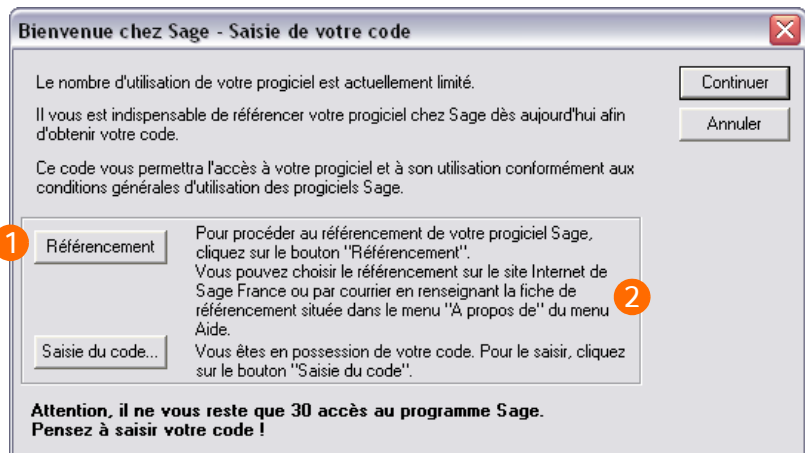 Bienvenue chez Sage - Saisie de votre code
Le nombre d'utilisation de votre progiciel est actuellement limité.
Continuer
Il vous est indispensable de référencer votre progiciel chez Sage dès aujourd'hui afin
d'obtenir votre code.
Annuler
Ce code vous permettra l'accès à votre progiciel et à son utilisation conformément aux
conditions générales d'utilisation des progiciels Sage.
1
Référencement
Pour procéder au référencement de votre progiciel Sage,
cliquez sur le bouton "Référencement".
Vous pouvez choisir le référencement sur le site Internet de
Sage France ou par courrier en renseignant la fiche de
référencement située dans le menu "A propos de" du menu
Aide.
2
Saisie du code...
Vous êtes en possession de votre code. Pour le saisir, cliquez
sur le bouton "Saisie du code".
Attention, il ne vous reste que 30 accès au programme Sage.
Pensez à saisir votre code !